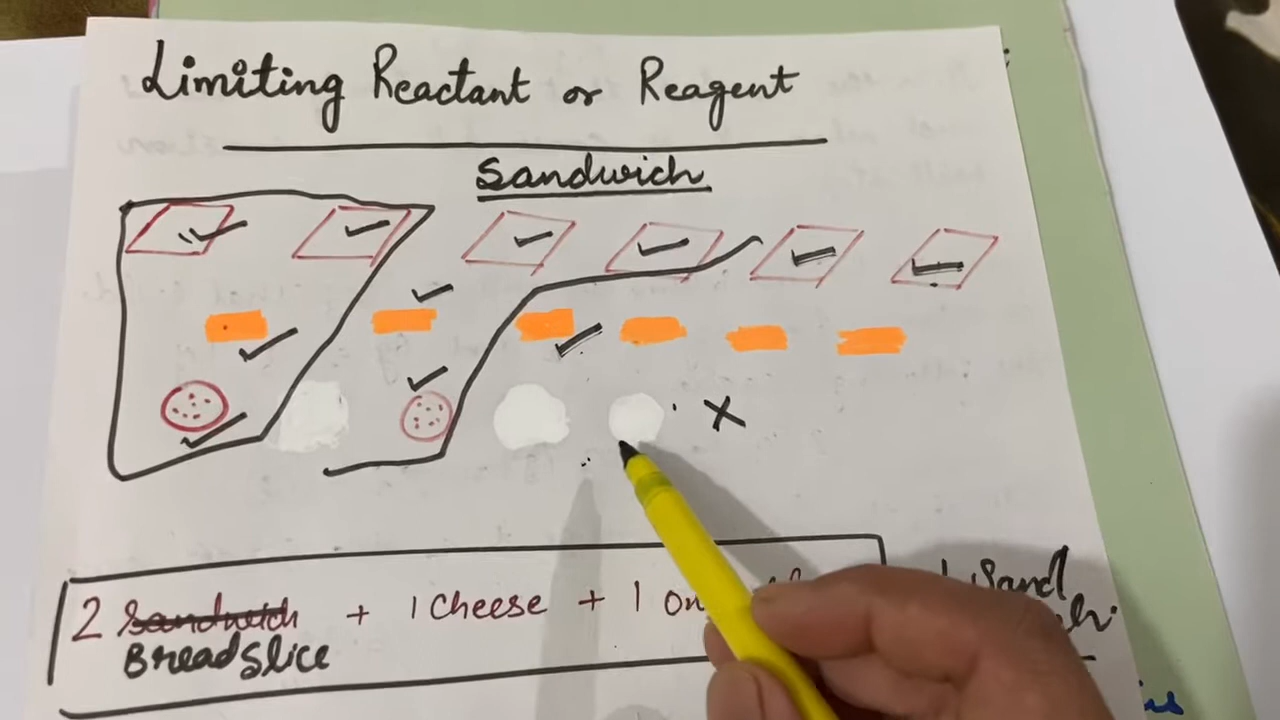 Limiting Reactant or Reagent
Sandwich
2 Sandwich + 1 Cheese + 1 on
Bread Slice